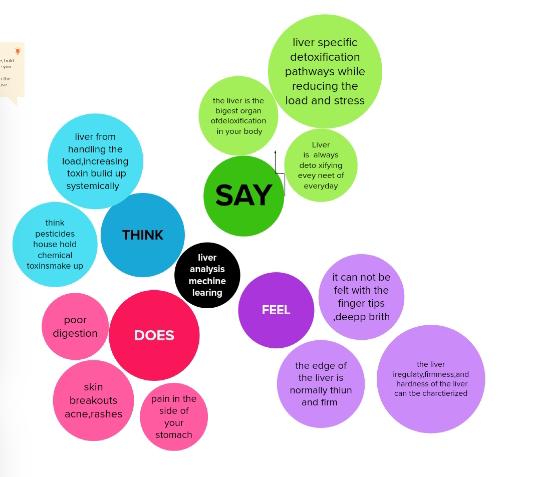 liver specific
detoxification
pathways while
reducing the
load and stress
the liver is the
bigest organ
ofdeloxification
in your body
Liver
is always
deto xifying
evey neet of
everyday
SAY
liver from
handling the
load,increasing
toxin bulid up
systemically
think
pesticides
house hold
chemical
toxinsmake up
THINK
liver
analysis
mechine
learing
FEEL
it can not be
felt with the
finger tips
,deepp brith
the edge of
the liver is
normally thiun
and firm
the liver
iregulaty,firmness,and
hardness of the liver
can tbe charctierized
DOES
poor
digestion
skin
breakouts
acne,rashes
pain in the
side of
your
stomach